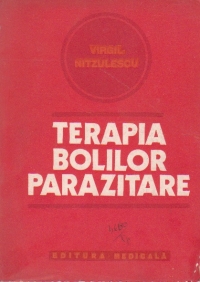 VIRGIL
NITZULESCU
TERAPIA
BOLILOR
PARAZITARE
EDITURA MEDICALĂ